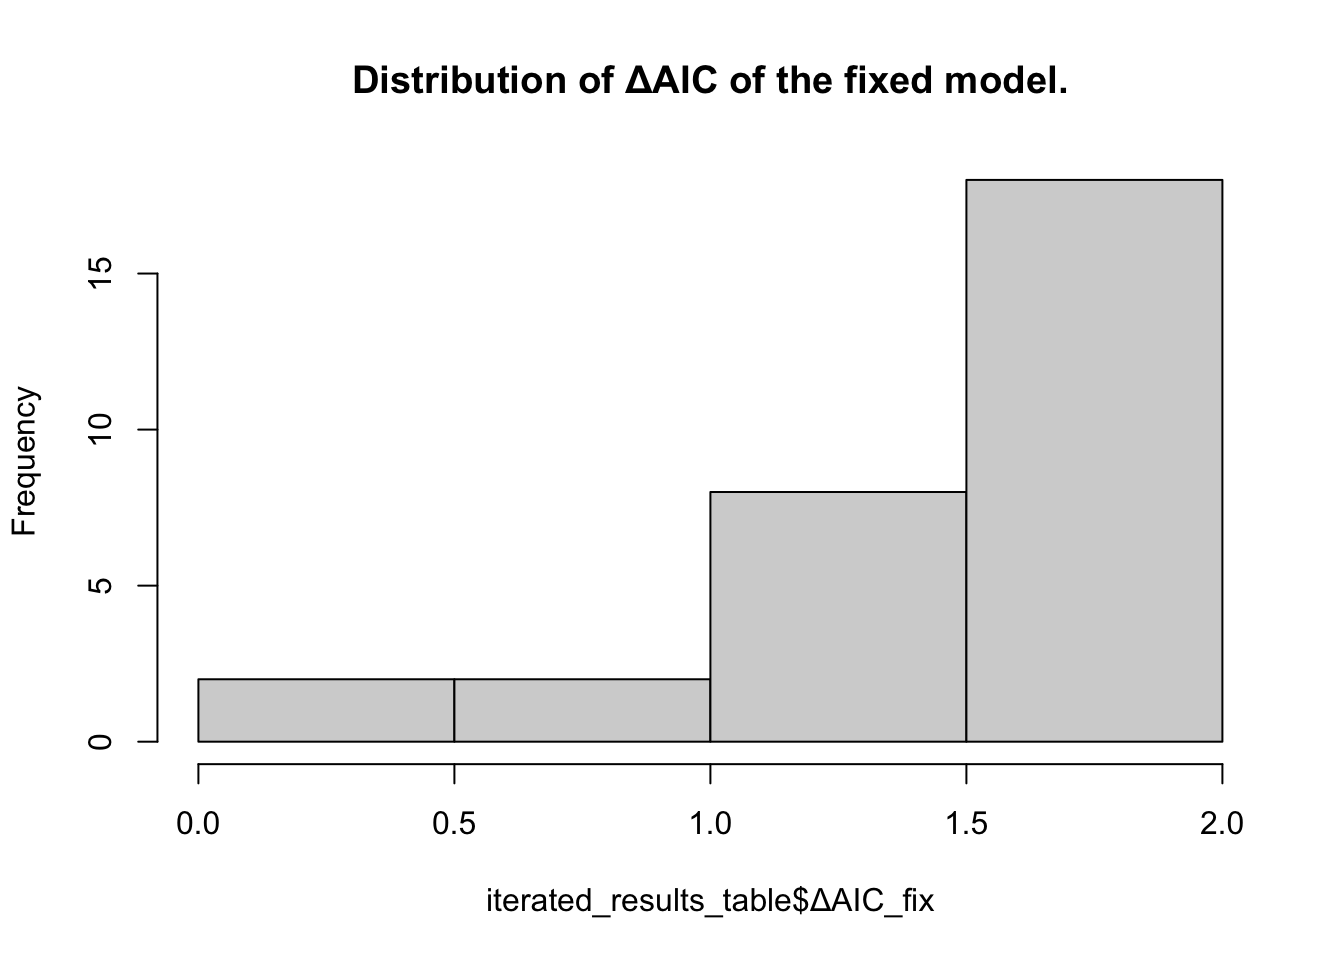 Distribution of ΔAIC of the fixed model.
Frequency
15
10
5
0
0.0 0.5 1.0 1.5 2.0
iterated_results_table$ΔAIC_fix